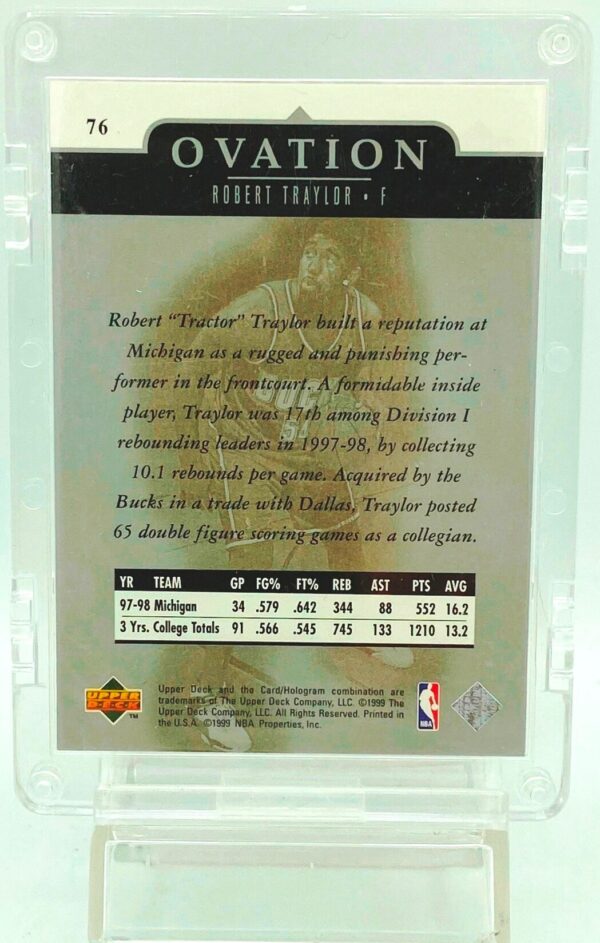 76
OVATION
ROBERT TRAYLOR • F
Robert "Tractor" Traylor built a reputation at
Michigan as a rugged and punishing per-
former in the frontcourt. A formidable inside
player, Traylor was 17th among Division I
rebounding leaders in 1997-98, by collecting
10.1 rebounds per game. Acquired by the
Bucks in a trade with Dallas, Traylor posted
65 double figure scoring games as a collegian.
YR TEAM GP FG% FT% REB AST PTS AVG
97-98 Michigan 34 .579 .642 344 88 552 16.2
3 Yrs. College Totals 91 .566 .545 745 133 1210 13.2
UPPER
DECK
TM
Upper Deck and the Card/Hologram combination are
trademarks of The Upper Deck Company, LLC. ©1999 The
Upper Deck Company, LLC. All Rights Reserved. Printed in
the U.S.A. ©1999 NBA Properties, Inc.
NBA